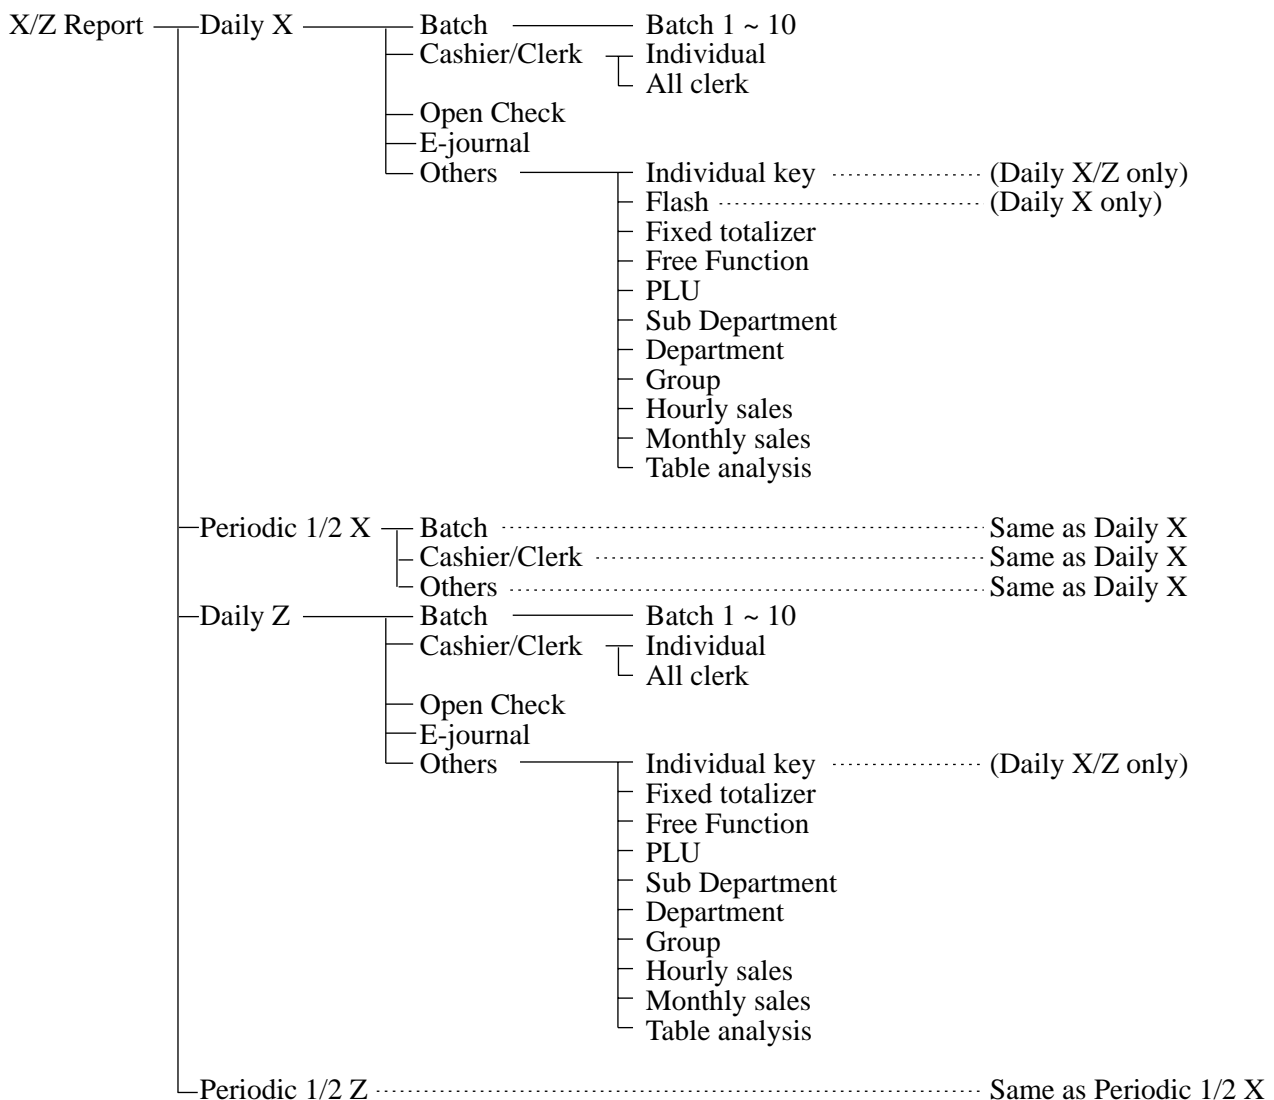 X/Z Report Daily X Batch Batch 1 ~ 10
Cashier/Clerk Individual
All clerk
Open Check
E-journal
Others Individual key (Daily X/Z only)
Flash (Daily X only)
Fixed totalizer
Free Function
PLU
Sub Department
Department
Group
Hourly sales
Monthly sales
Table analysis
Periodic 1/2 X Batch Same as Daily X
Cashier/Clerk Same as Daily X
Others Same as Daily X
Daily Z Batch Batch 1 ~ 10
Cashier/Clerk Individual
All clerk
Open Check
E-journal
Others Individual key (Daily X/Z only)
Fixed totalizer
Free Function
PLU
Sub Department
Department
Group
Hourly sales
Monthly sales
Table analysis
Periodic 1/2 Z Same as Periodic 1/2 X